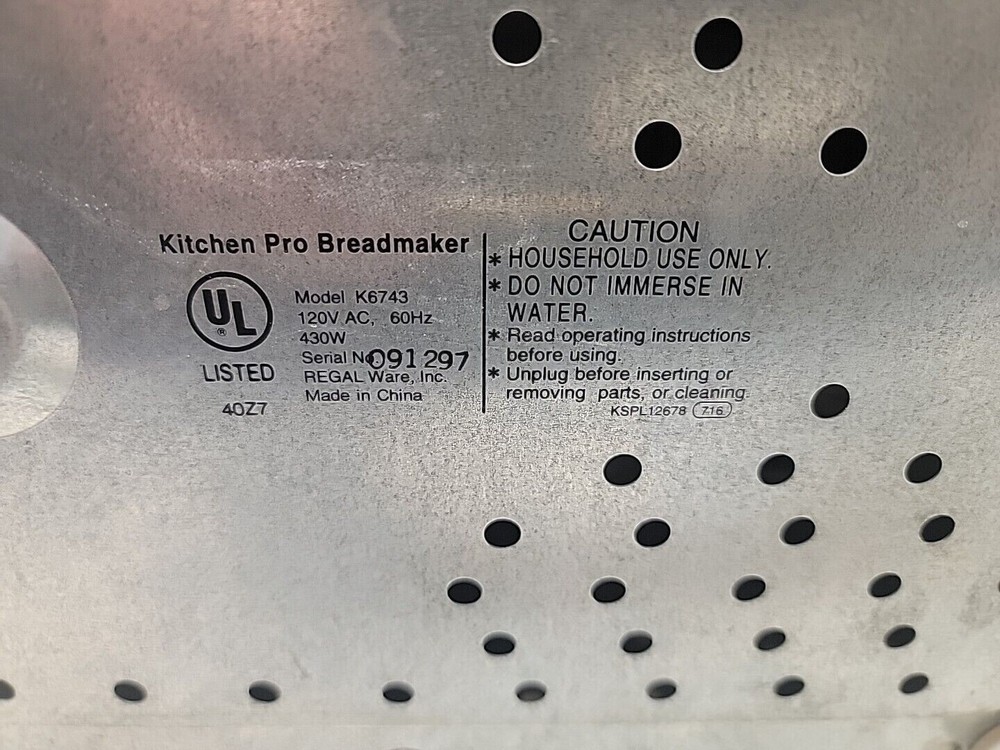 Kitchen Pro Breadmaker
UL
®
LISTED
40Z7
Model K6743
120V AC, 60Hz
430W
Serial No. 091297
REGAL Ware, Inc.
Made in China
CAUTION
* HOUSEHOLD USE ONLY.
* DO NOT IMMERSE IN
WATER.
* Read operating instructions
before using.
* Unplug before inserting or
removing parts, or cleaning
KSPL12678 716